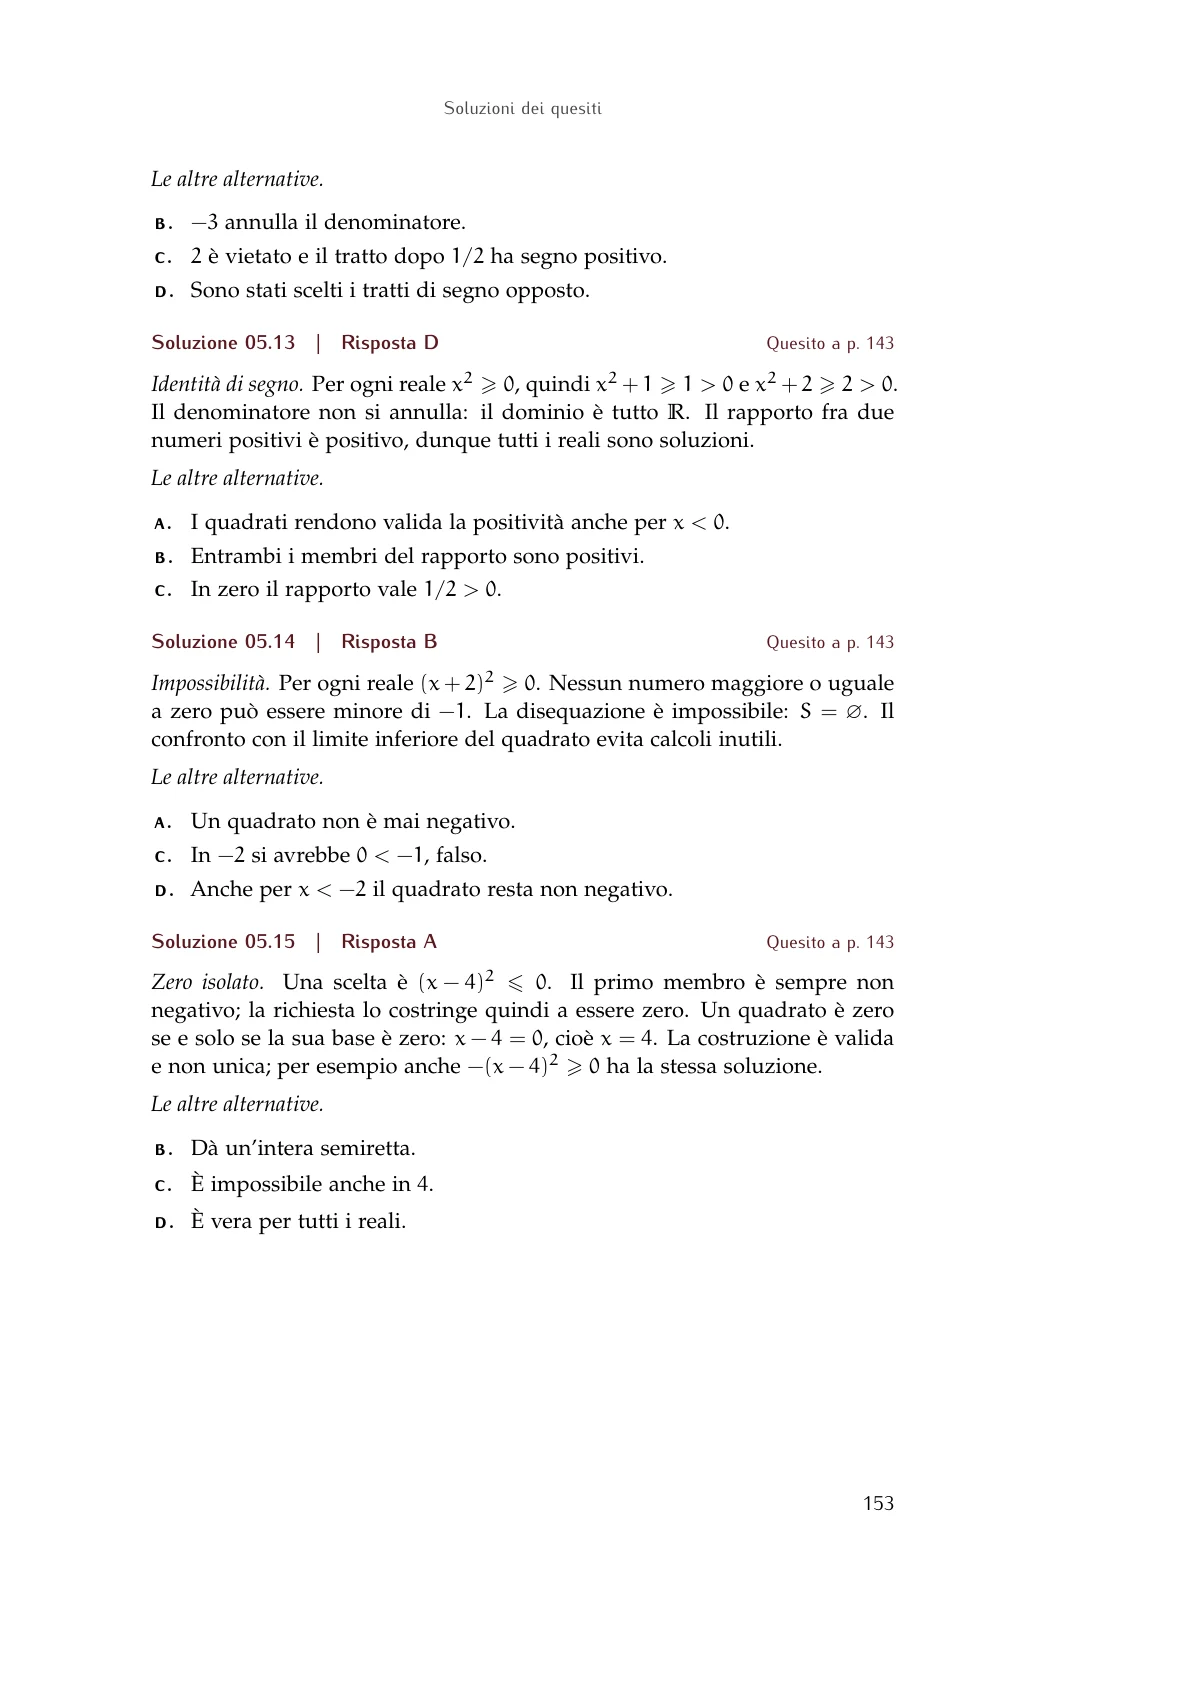 Soluzioni dei quesiti
Le altre alternative.
B. −3 annulla il denominatore.
C. 2 è vietato e il tratto dopo 1/2 ha segno positivo.
D. Sono stati scelti i tratti di segno opposto.
Soluzione 05.13 | Risposta D Quesito a p. 143
Identità di segno. Per ogni reale x² ⩾ 0, quindi x² + 1 ⩾ 1 > 0 e x² + 2 ⩾ 2 > 0.
Il denominatore non si annulla: il dominio è tutto ℝ. Il rapporto fra due
numeri positivi è positivo, dunque tutti i reali sono soluzioni.
Le altre alternative.
A. I quadrati rendono valida la positività anche per x < 0.
B. Entrambi i membri del rapporto sono positivi.
C. In zero il rapporto vale 1/2 > 0.
Soluzione 05.14 | Risposta B Quesito a p. 143
Impossibilità. Per ogni reale (x + 2)² ⩾ 0. Nessun numero maggiore o uguale
a zero può essere minore di −1. La disequazione è impossibile: S = ∅. Il
confronto con il limite inferiore del quadrato evita calcoli inutili.
Le altre alternative.
A. Un quadrato non è mai negativo.
C. In −2 si avrebbe 0 < −1, falso.
D. Anche per x < −2 il quadrato resta non negativo.
Soluzione 05.15 | Risposta A Quesito a p. 143
Zero isolato. Una scelta è (x − 4)² ⩽ 0. Il primo membro è sempre non
negativo; la richiesta lo costringe quindi a essere zero. Un quadrato è zero
se e solo se la sua base è zero: x − 4 = 0, cioè x = 4. La costruzione è valida
e non unica; per esempio anche −(x − 4)² ⩾ 0 ha la stessa soluzione.
Le altre alternative.
B. Dà un’intera semiretta.
C. È impossibile anche in 4.
D. È vera per tutti i reali.
153